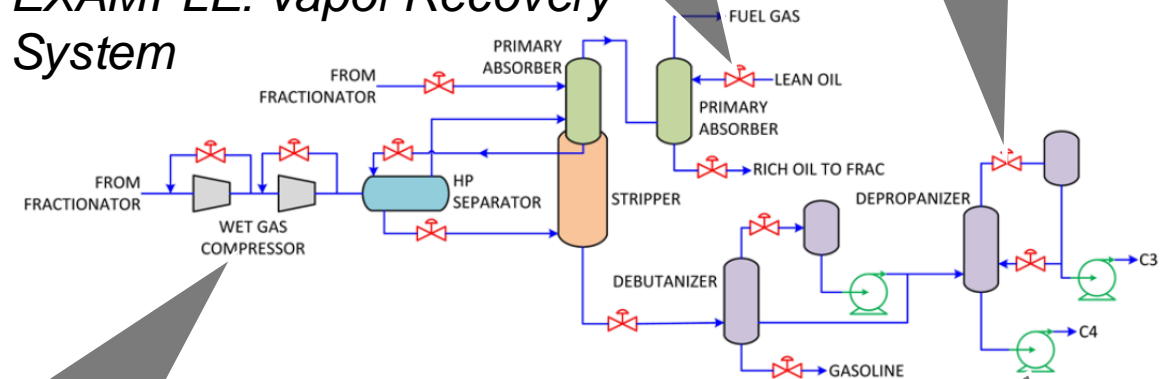 EXAMPLE: Vapor Recovery
System
FUEL GAS
PRIMARY
ABSORBER
FROM
FRACTIONATOR
LEAN OIL
PRIMARY
ABSORBER
RICH OIL TO FRAC
FROM
FRACTIONATOR
HP
SEPARATOR
STRIPPER
DEPROPANIZER
WET GAS
COMPRESSOR
DEBUTANIZER
C3
C4
GASOLINE